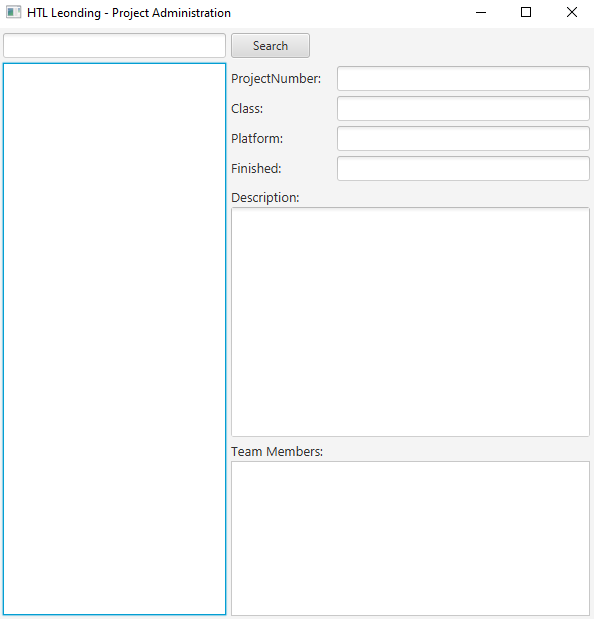 HTL Leonding - Project Administration
Search
ProjectNumber:
Class:
Platform:
Finished:
Description:
Team Members: